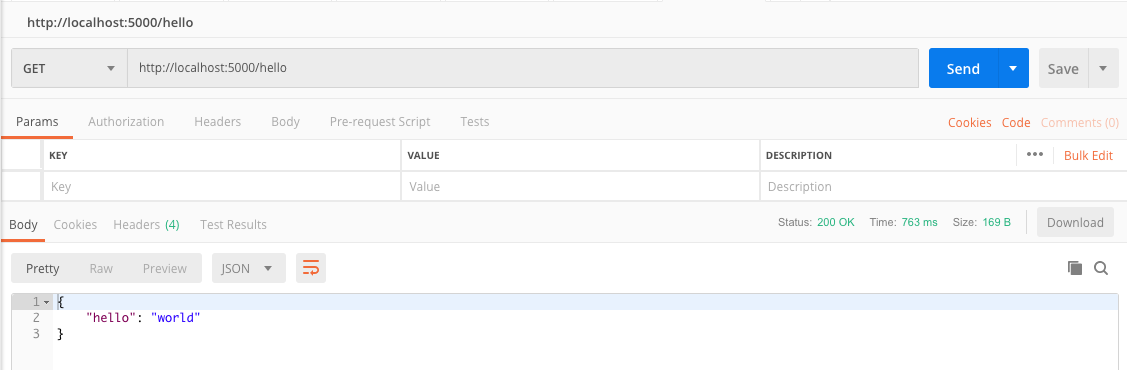 http://localhost:5000/hello
GET http://localhost:5000/hello Send Save
Params Authorization Headers Body Pre-request Script Tests Cookies Code Comments (0)
KEY VALUE DESCRIPTION ••• Bulk Edit
Key Value Description
Body Cookies Headers (4) Test Results Status: 200 OK Time: 763 ms Size: 169 B Download
Pretty Raw Preview JSON
1 {
2 "hello": "world"
3 }